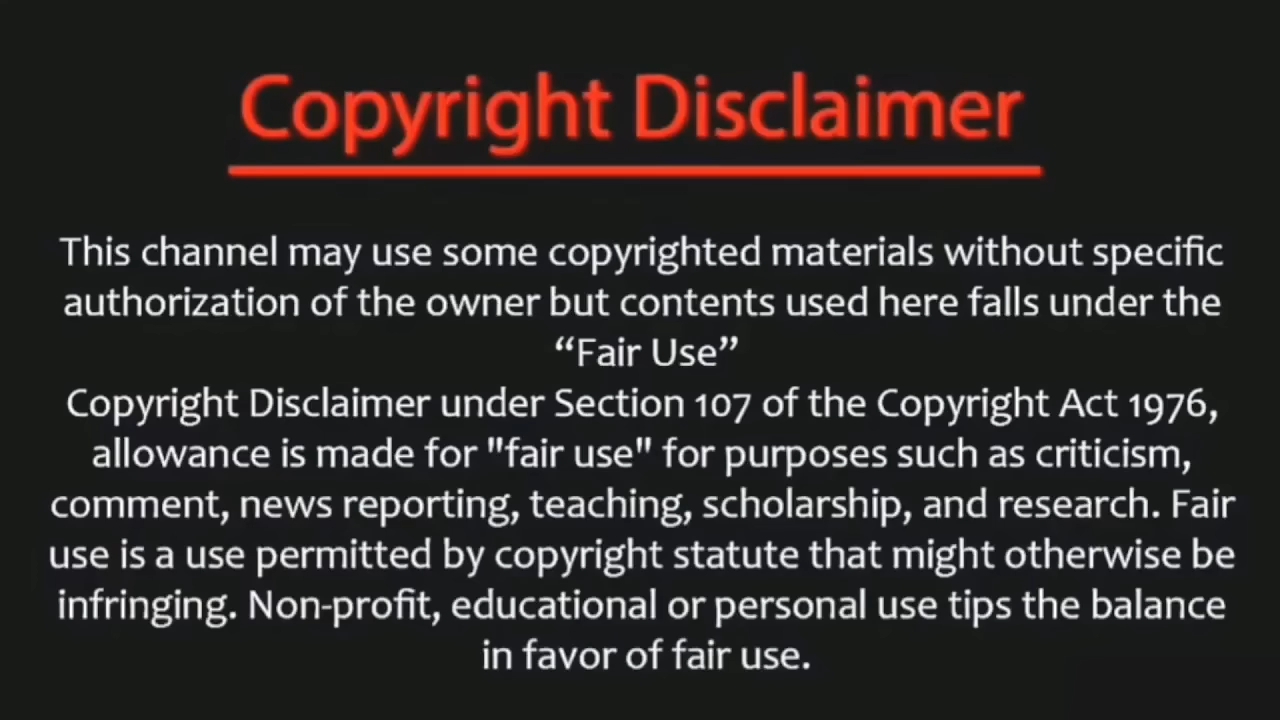 Copyright Disclaimer
This channel may use some copyrighted materials without specific
authorization of the owner but contents used here falls under the
“Fair Use”
Copyright Disclaimer under Section 107 of the Copyright Act 1976,
allowance is made for "fair use" for purposes such as criticism,
comment, news reporting, teaching, scholarship, and research. Fair
use is a use permitted by copyright statute that might otherwise be
infringing. Non-profit, educational or personal use tips the balance
in favor of fair use.